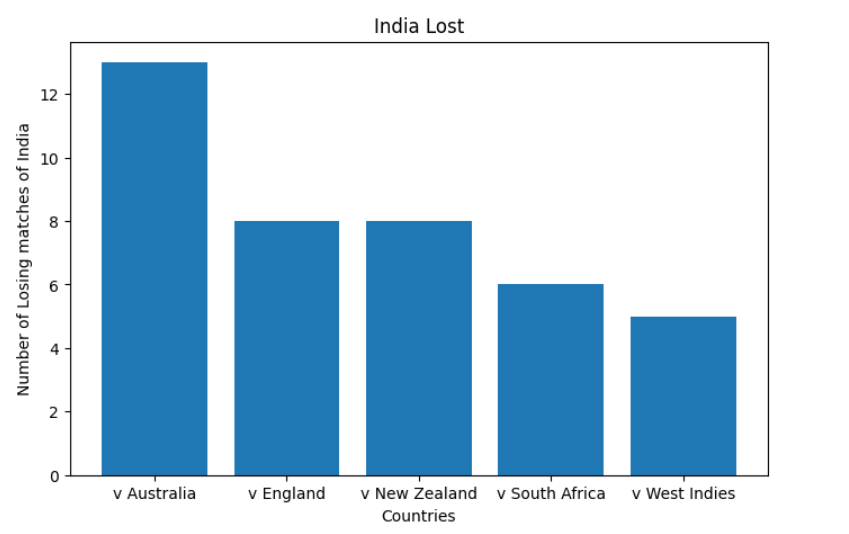 India Lost
Number of Losing matches of India
12
10
8
6
4
2
0
v Australia v England v New Zealand v South Africa v West Indies
Countries